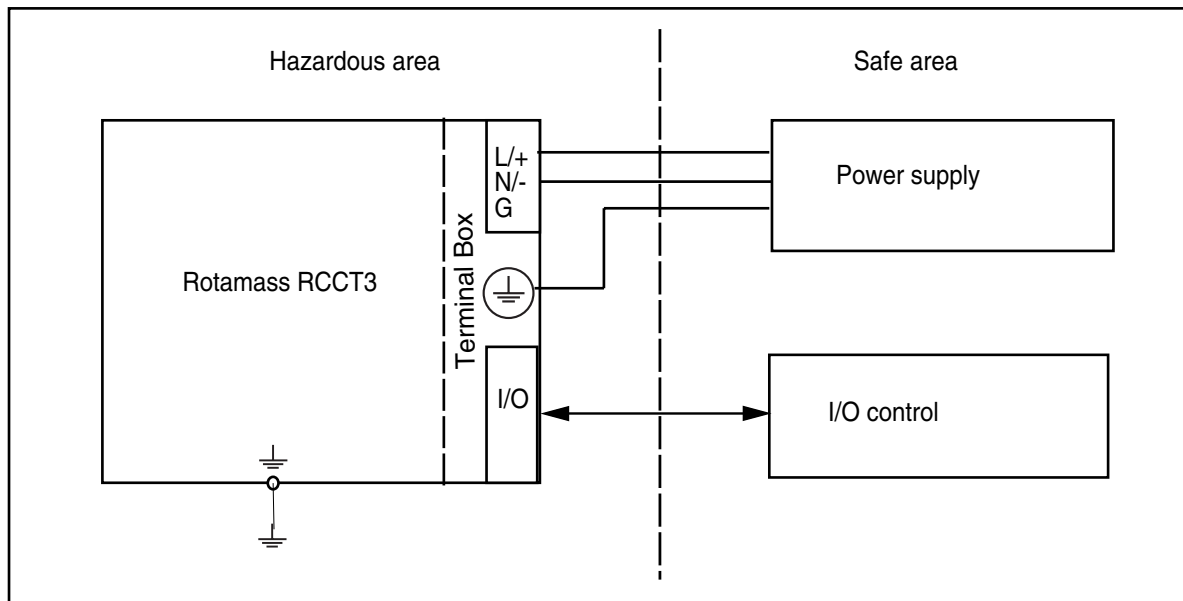 Hazardous area
Safe area
L/+
N/-
G
Power supply
Terminal Box
Rotamass RCCT3
I/O
I/O control